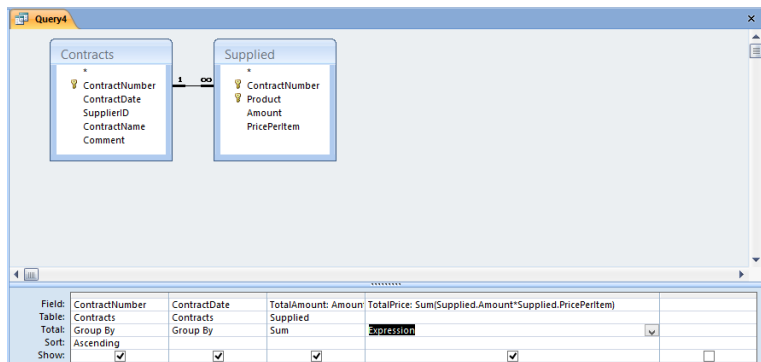 Query4
Contracts
*
ContractNumber
ContractDate
SupplierID
ContractName
Comment
1 ∞
Supplied
*
ContractNumber
Product
Amount
PricePerItem
Field: ContractNumber ContractDate TotalAmount: Amoun TotalPrice: Sum(Supplied.Amount*Supplied.PricePerItem)
Table: Contracts Contracts Supplied
Total: Group By Group By Sum Expression
Sort: Ascending
Show: